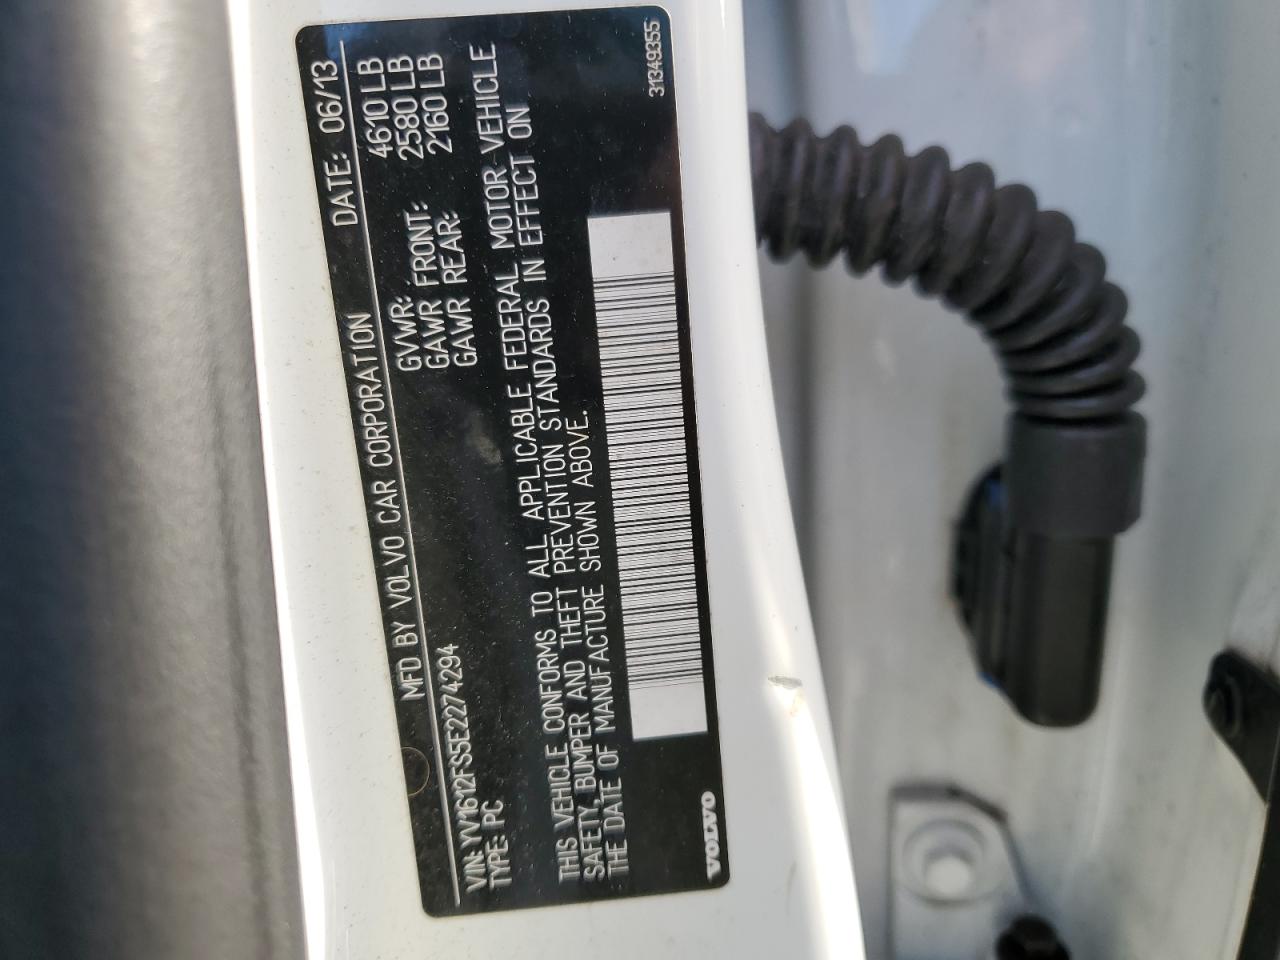 MFD BY VOLVO CAR CORPORATION DATE: 06/13
GVWR: 4610 LB
GAWR FRONT: 2580 LB
GAWR REAR: 2160 LB
VIN: YV1612FS5E2274294
TYPE: PC
THIS VEHICLE CONFORMS TO ALL APPLICABLE FEDERAL MOTOR VEHICLE
SAFETY, BUMPER AND THEFT PREVENTION STANDARDS IN EFFECT ON
THE DATE OF MANUFACTURE SHOWN ABOVE.
VOLVO
31349355